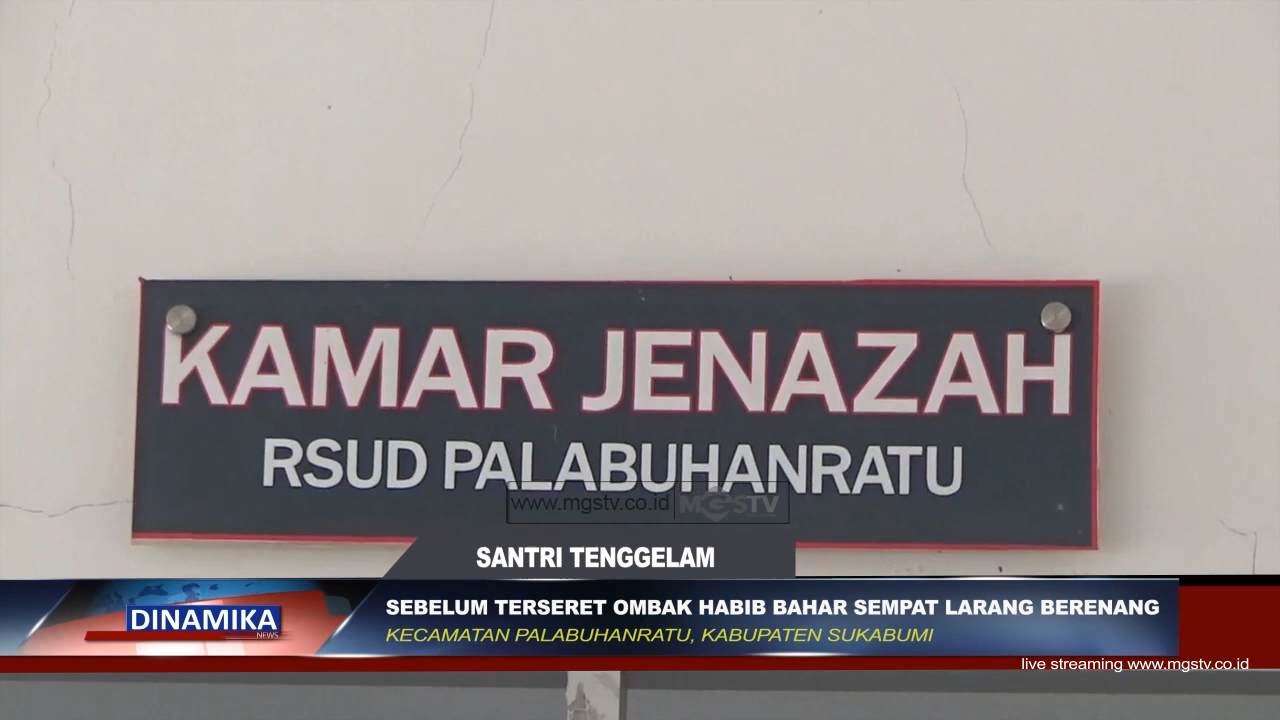 KAMAR JENAZAH
RSUD PALABUHANRATU
www.mgstv.co.id MGSTV
SANTRI TENGGELAM
DINAMIKA
NEWS
SEBELUM TERSERET OMBAK HABIB BAHAR SEMPAT LARANG BERENANG
KECAMATAN PALABUHANRATU, KABUPATEN SUKABUMI
live streaming www.mgstv.co.id